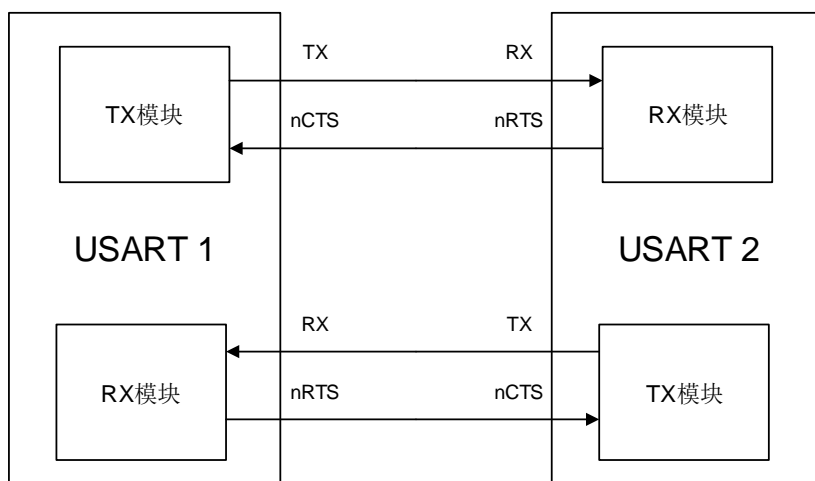 TX RX
TX模块 RX模块
nCTS nRTS
USART 1 USART 2
RX TX
RX模块 TX模块
nRTS nCTS